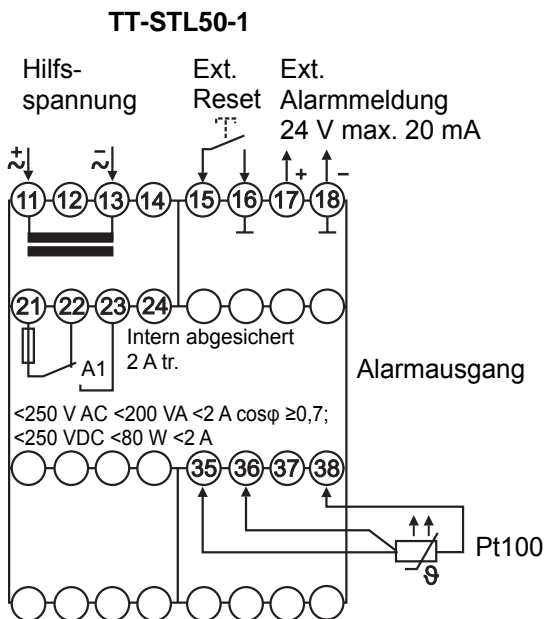 TT-STL50-1
Hilfs-
spannung
Ext.
Reset
Ext.
Alarmmeldung
24 V max. 20 mA
+
~
−
~
+
−
11
12
13
14
15
16
17
18
21
22
23
24
Intern abgesichert
2 A tr.
A1
Alarmausgang
<250 V AC <200 VA <2 A cosφ ≥0,7;
<250 VDC <80 W <2 A
35
36
37
38
Pt100
ϑ